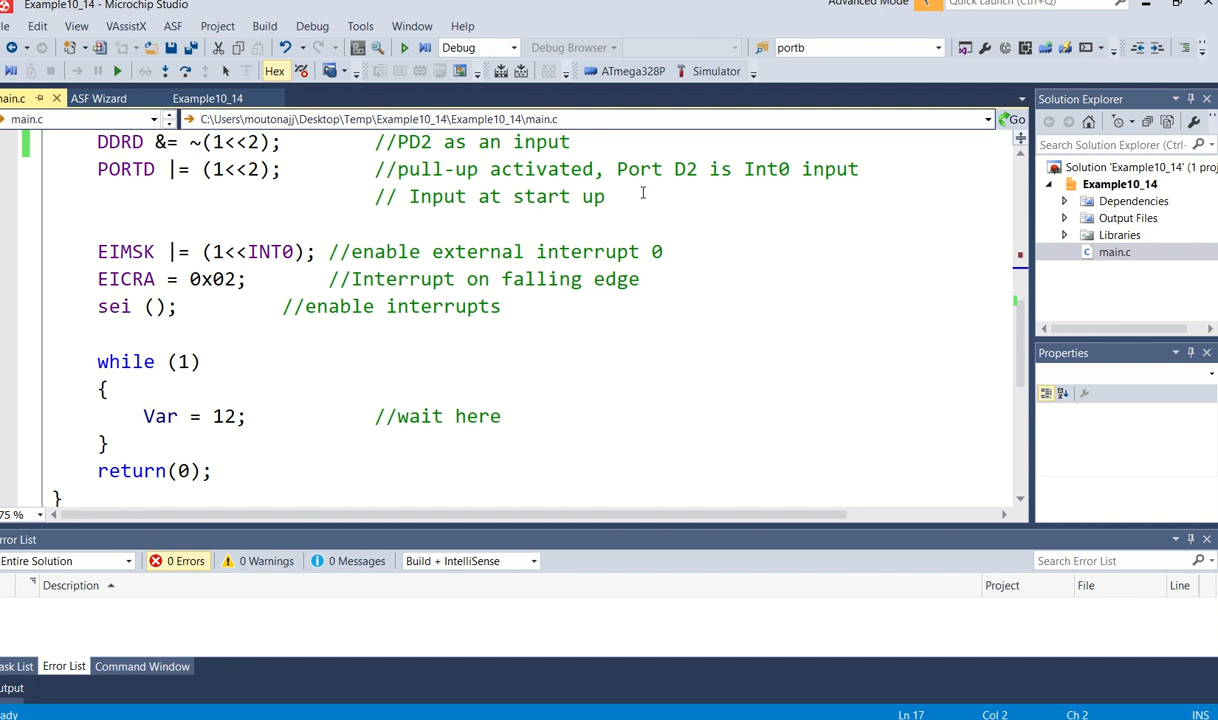 Example10_14 - Microchip Studio
Advanced Mode
Quick Launch (Ctrl+Q)
Edit View VAssistX ASF Project Build Debug Tools Window Help
Debug Debug Browser portb
Hex ATmega328P Simulator
main.c ASF Wizard Example10_14
main.c C:\Users\moutonajj\Desktop\Temp\Example10_14\Example10_14\main.c Go
DDRD &= ~(1<<2); //PD2 as an input
PORTD |= (1<<2); //pull-up activated, Port D2 is Int0 input
// Input at start up
EIMSK |= (1<<INT0); //enable external interrupt 0
EICRA = 0x02; //Interrupt on falling edge
sei (); //enable interrupts
while (1)
{
Var = 12; //wait here
}
return(0);
}
75 %
Solution Explorer
Search Solution Explorer (Ctrl-
Solution 'Example10_14' (1 proj
Example10_14
Dependencies
Output Files
Libraries
main.c
Properties
Error List
Entire Solution 0 Errors 0 Warnings 0 Messages Build + IntelliSense Search Error List
Description Project File Line
Task List Error List Command Window
Output
Ready Ln 17 Col 2 Ch 2 INS